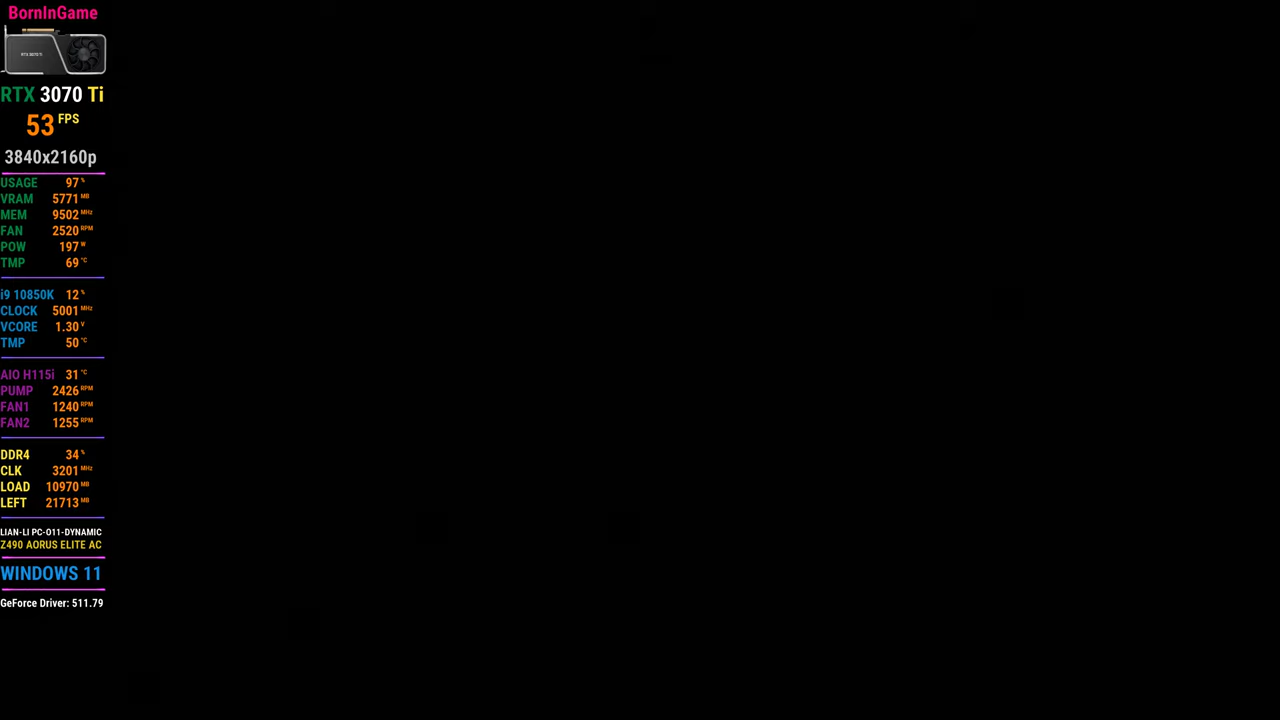 BornInGame
RTX 3070 Ti
RTX 3070 Ti
53 FPS
3840x2160p
USAGE 97 %
VRAM 5771 MB
MEM 9502 MHz
FAN 2520 RPM
POW 197 W
TMP 69 °C
i9 10850K 12 %
CLOCK 5001 MHz
VCORE 1.30 V
TMP 50 °C
AIO H115i 31 °C
PUMP 2426 RPM
FAN1 1240 RPM
FAN2 1255 RPM
DDR4 34 %
CLK 3201 MHz
LOAD 10970 MB
LEFT 21713 MB
LIAN-LI PC-O11-DYNAMIC
Z490 AORUS ELITE AC
WINDOWS 11
GeForce Driver: 511.79